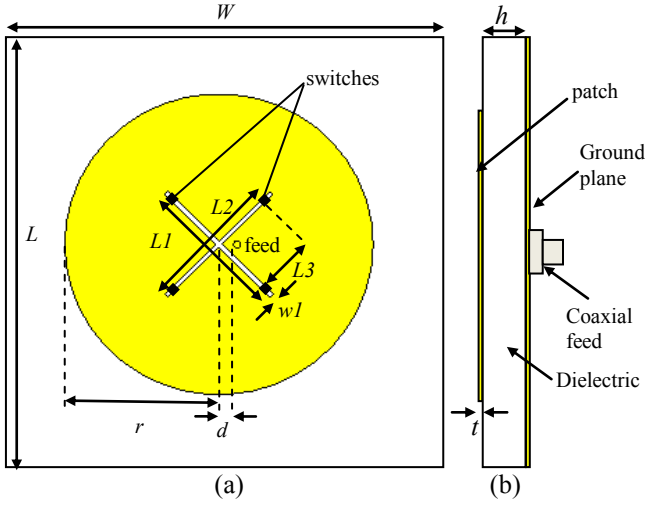 W
h
switches
patch
Ground
plane
L
L2
L1
feed
L3
w1
Coaxial
feed
Dielectric
r
d
t
(a)
(b)